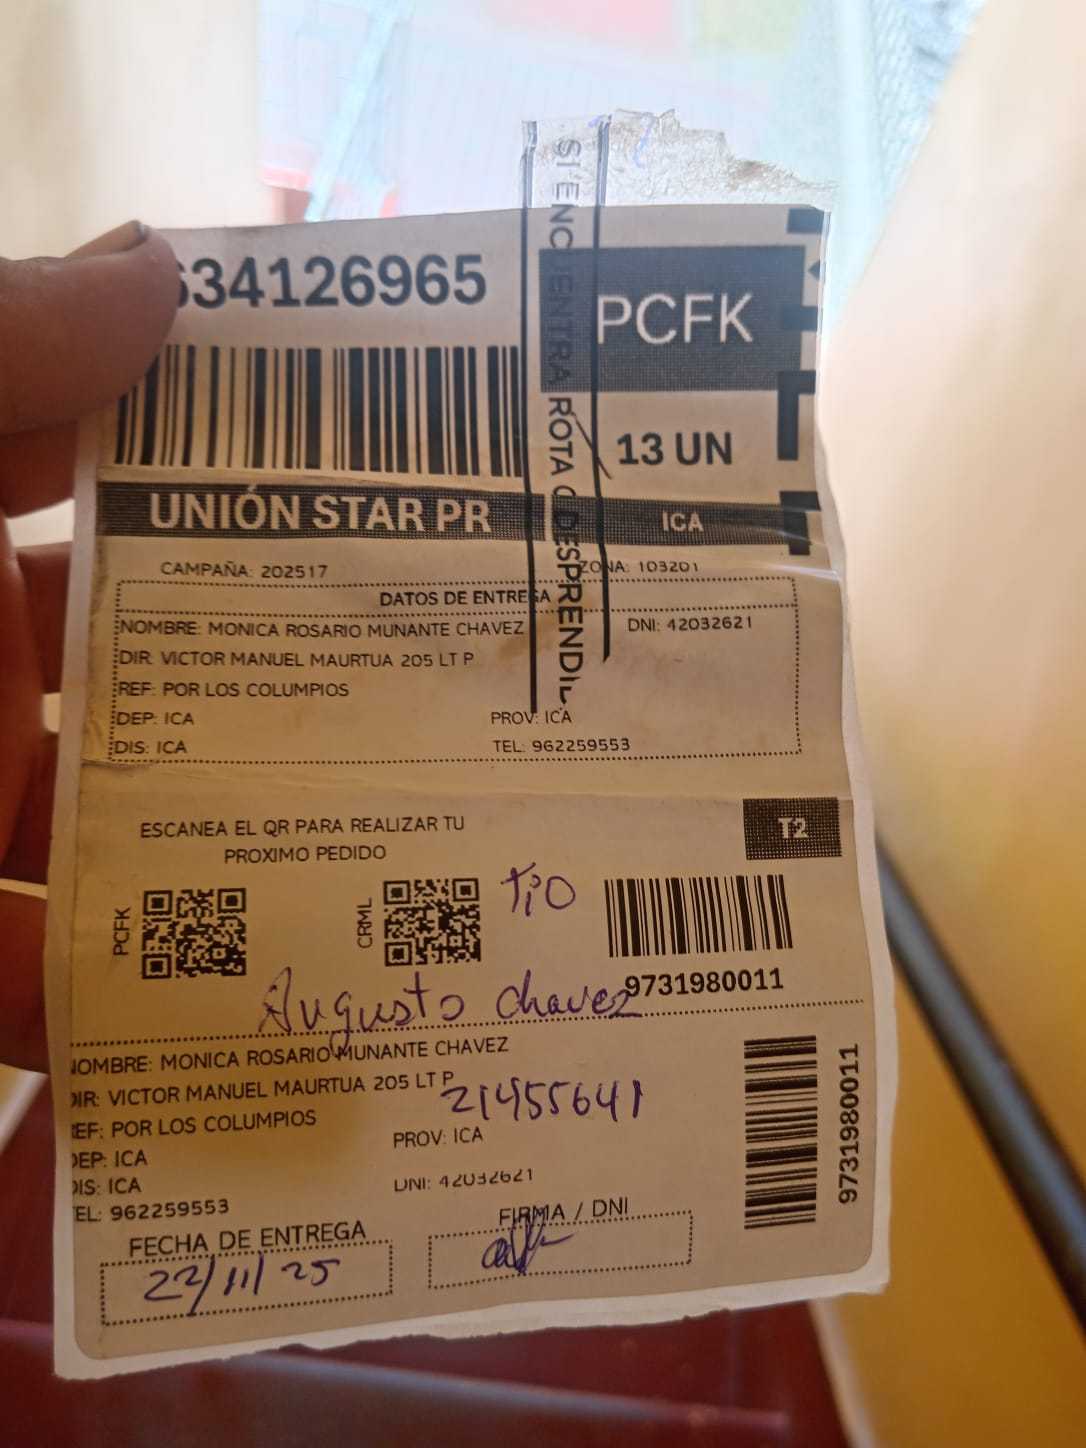 634126965
PCFK
13 UN
UNIÓN STAR PR
ICA
SI ENCUENTRA ROTA O DESPRENDI
CAMPAÑA: 202517
ZONA: 103201
DATOS DE ENTREGA
NOMBRE: MONICA ROSARIO MUNANTE CHAVEZ DNI: 42032621
DIR. VICTOR MANUEL MAURTUA 205 LT P
REF: POR LOS COLUMPIOS
DEP: ICA PROV: ICA
DIS: ICA TEL: 962259553
ESCANEA EL QR PARA REALIZAR TU
PROXIMO PEDIDO
T2
PCFK
CRML
Tio
9731980011
Augusto Chavez
NOMBRE: MONICA ROSARIO MUNANTE CHAVEZ
DIR: VICTOR MANUEL MAURTUA 205 LT P
21455641
REF: POR LOS COLUMPIOS
PROV: ICA
DEP: ICA
DIS: ICA
DNI: 42032621
TEL: 962259553
9731980011
FECHA DE ENTREGA
FIRMA / DNI
22/11/25